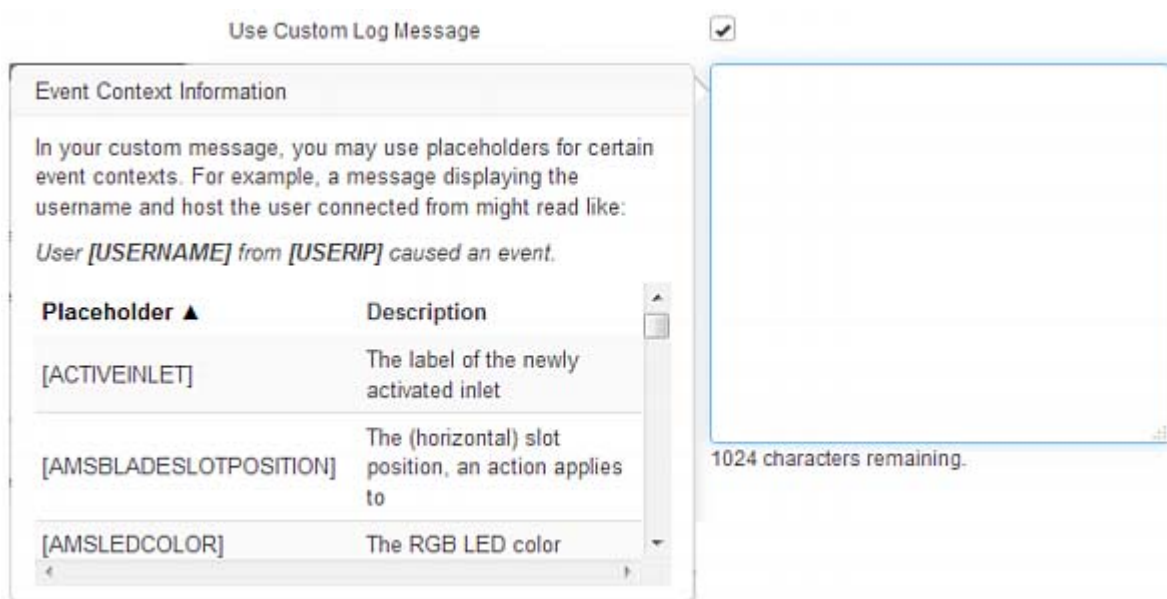 Use Custom Log Message
Event Context Information
In your custom message, you may use placeholders for certain
event contexts. For example, a message displaying the
username and host the user connected from might read like:
User [USERNAME] from [USERIP] caused an event.
Placeholder ▲ Description
[ACTIVEINLET] The label of the newly
activated inlet
[AMSBLADESLOTPOSITION] The (horizontal) slot
position, an action applies
to
[AMSLEDCOLOR] The RGB LED color
1024 characters remaining.